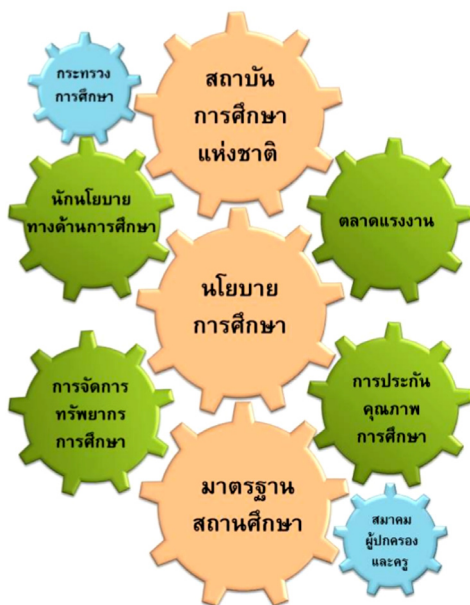 กระทรวง
การศึกษา
สถาบัน
การศึกษา
แห่งชาติ
นักนโยบาย
ทางด้านการศึกษา
ตลาดแรงงาน
นโยบาย
การศึกษา
การจัดการ
ทรัพยากร
การศึกษา
การประกัน
คุณภาพ
การศึกษา
มาตรฐาน
สถานศึกษา
สมาคม
ผู้ปกครอง
และครู